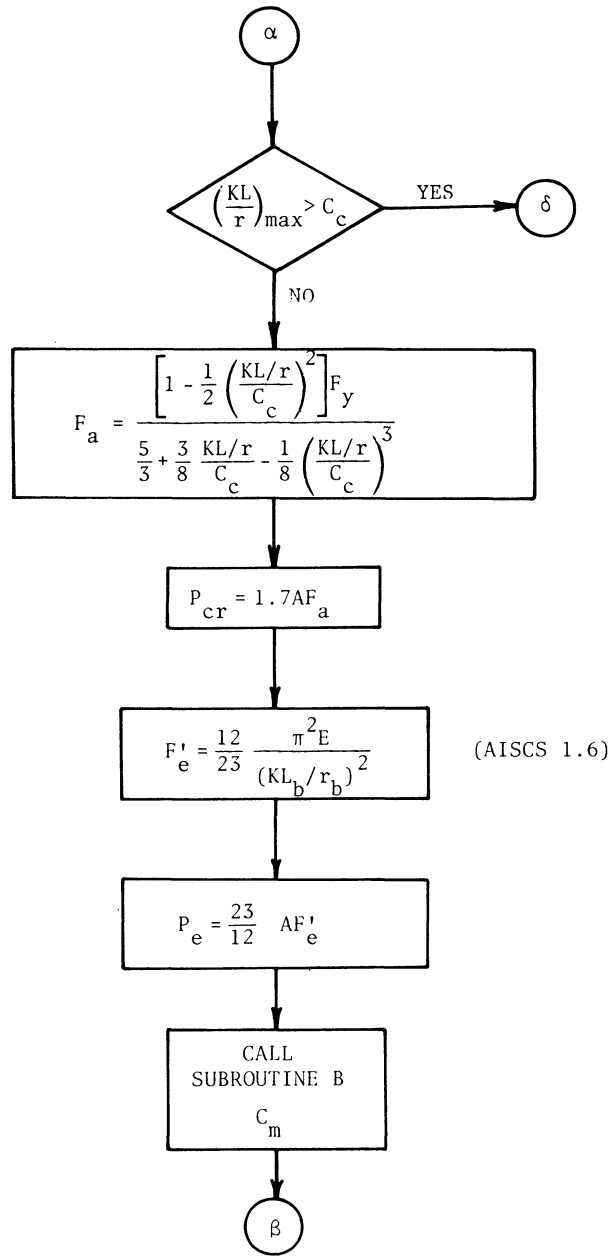 α
(KL/r)max > Cc
YES
δ
NO
Fa = [1 - 1/2 (KL/r / Cc)^2] Fy / (5/3 + 3/8 KL/r / Cc - 1/8 (KL/r / Cc)^3)
Pcr = 1.7AFa
F'e = 12/23 π^2E / (KLb/rb)^2
(AISCS 1.6)
Pe = 23/12 AF'e
CALL
SUBROUTINE B
Cm
β